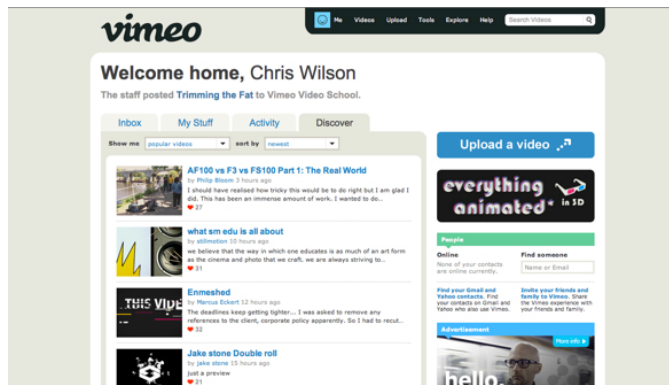 vimeo
Me Videos Upload Tools Explore Help Search Videos
Welcome home, Chris Wilson
The staff posted Trimming the Fat to Vimeo Video School.
Inbox My Stuff Activity Discover
Show me popular videos sort by newest
AF100 vs F3 vs FS100 Part 1: The Real World
by Philip Bloom 3 hours ago
I should have realised how tricky this would be to do right but I am glad I
did. This has been an immense amount of work. I wanted to do..
27
what sm edu is all about
by stillmotion 10 hours ago
we believe that the way in which one educates is as much of an art form
as the cinema and photo that we craft. we are always striving to...
31
THIS VIDE
Enmeshed
by Marcus Eckert 12 hours ago
The deadlines keep getting tighter... I was asked to remove any
references to the client, corporate policy apparently. So I had to recut...
32
Jake stone Double roll
by jake stone 15 hours ago
just a preview
21
Upload a video
everything
animated* in 3D
People
Online Find someone
None of your contacts
are online currently.
Name or Email
Find your Gmail and
Yahoo contacts. Find
your contacts on Gmail and
Yahoo who also use Vimeo.
Invite your friends and
family to Vimeo. Share
the Vimeo experience with
your friends and family.
Advertisement
More info
hello.